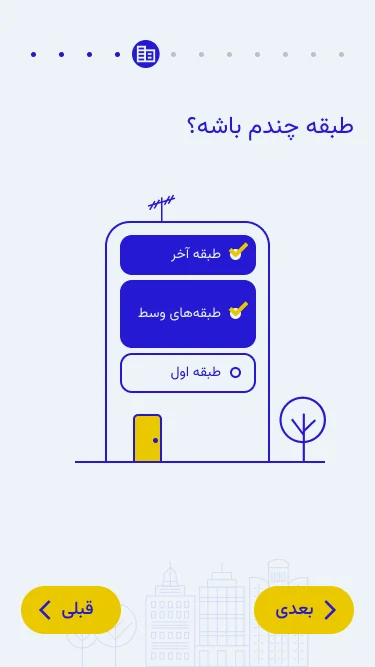 طبقه چندم باشه؟
طبقه آخر
طبقه‌های وسط
طبقه اول
بعدی
قبلی